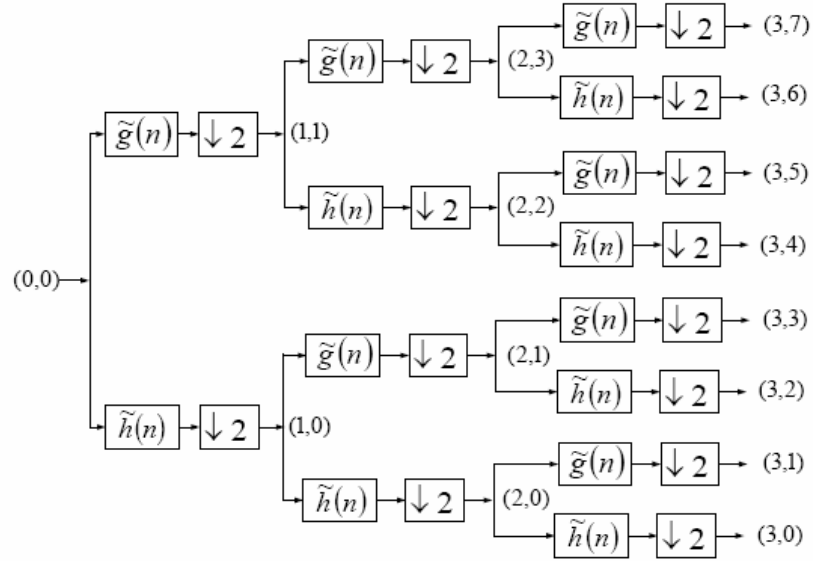 g̃(n) ↓ 2 (3,7)
g̃(n) ↓ 2 (2,3)
h̃(n) ↓ 2 (3,6)
g̃(n) ↓ 2 (1,1)
g̃(n) ↓ 2 (3,5)
h̃(n) ↓ 2 (2,2)
h̃(n) ↓ 2 (3,4)
(0,0)
g̃(n) ↓ 2 (3,3)
g̃(n) ↓ 2 (2,1)
h̃(n) ↓ 2 (3,2)
h̃(n) ↓ 2 (1,0)
g̃(n) ↓ 2 (3,1)
h̃(n) ↓ 2 (2,0)
h̃(n) ↓ 2 (3,0)